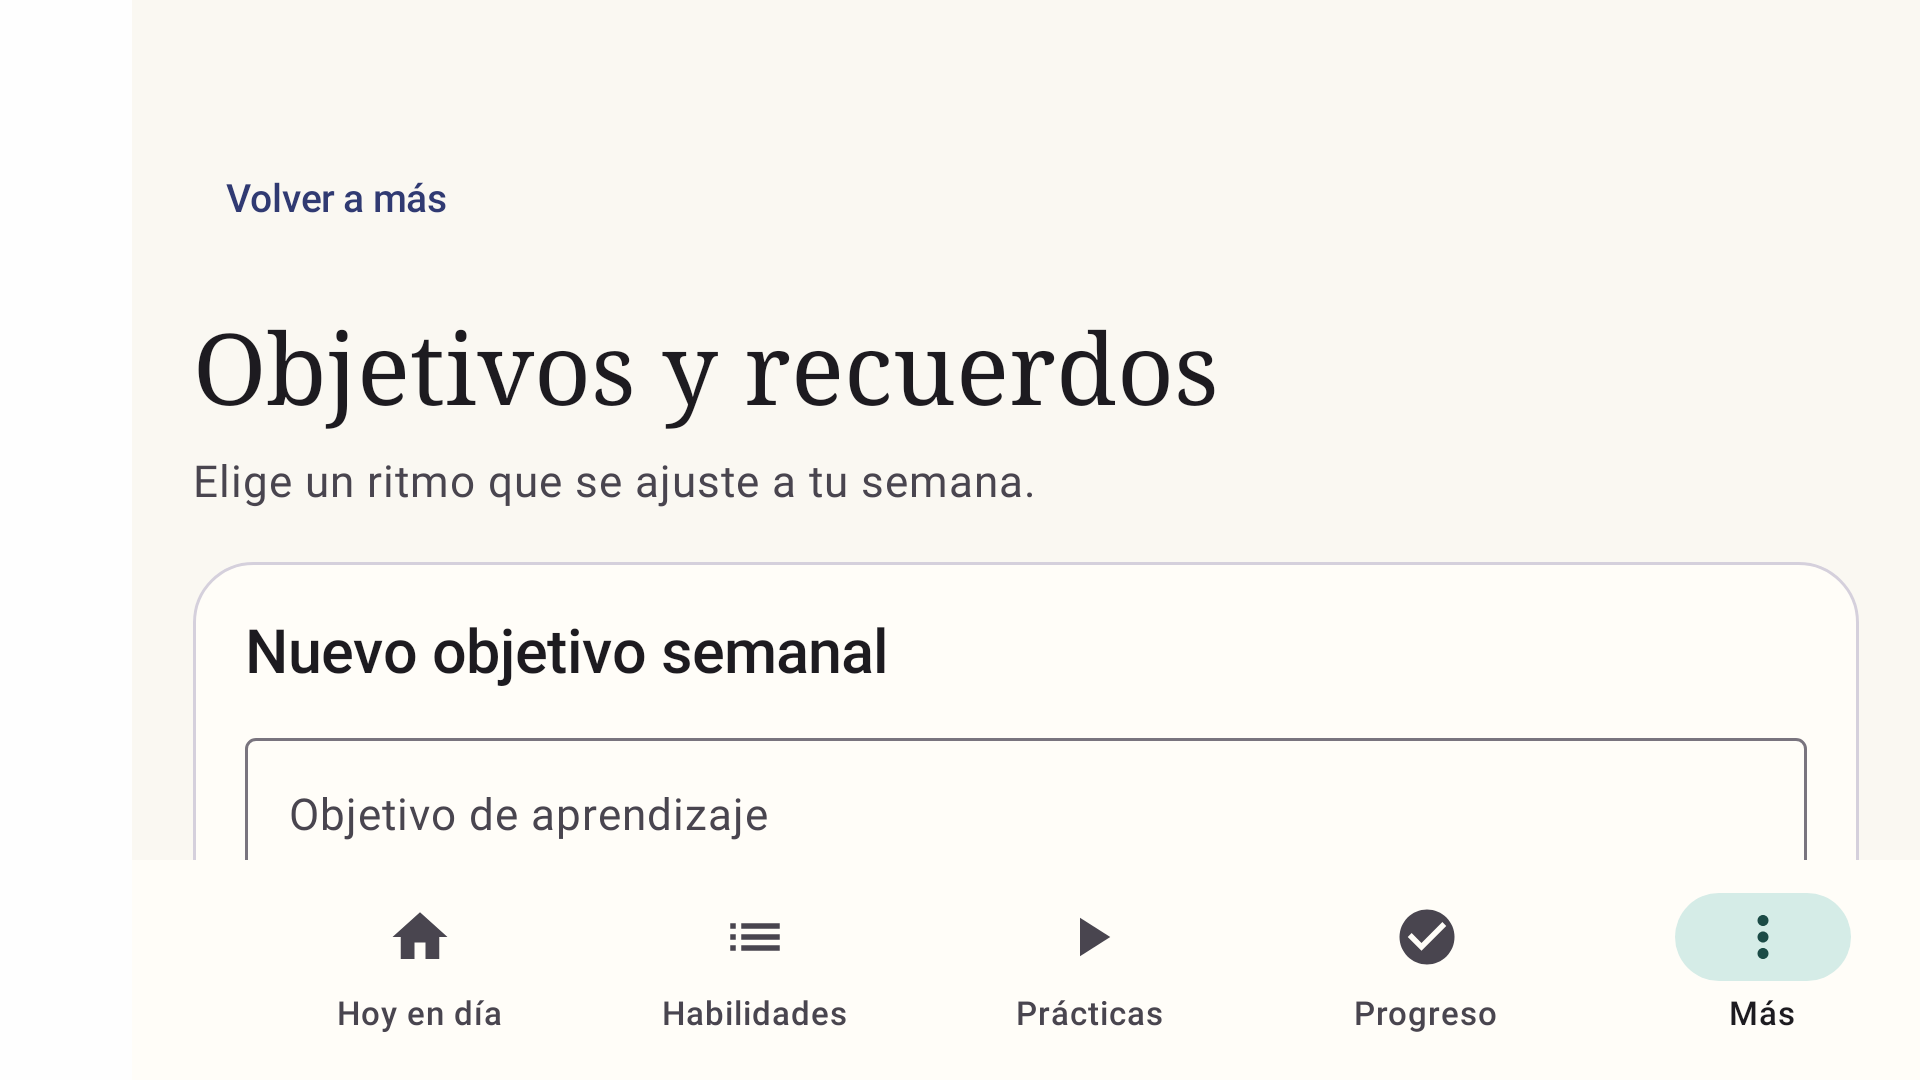 Volver a más
Objetivos y recuerdos
Elige un ritmo que se ajuste a tu semana.
Nuevo objetivo semanal
Objetivo de aprendizaje
Hoy en día
Habilidades
Prácticas
Progreso
Más